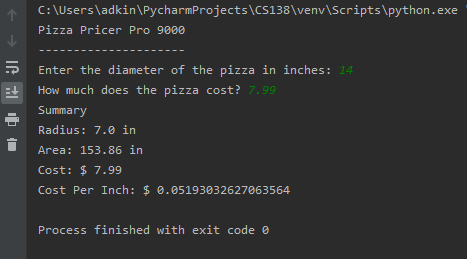 C:\Users\adkin\PycharmProjects\CS138\venv\Scripts\python.exe
Pizza Pricer Pro 9000
---------------------
Enter the diameter of the pizza in inches: 14
How much does the pizza cost? 7.99
Summary
Radius: 7.0 in
Area: 153.86 in
Cost: $ 7.99
Cost Per Inch: $ 0.05193032627063564
Process finished with exit code 0